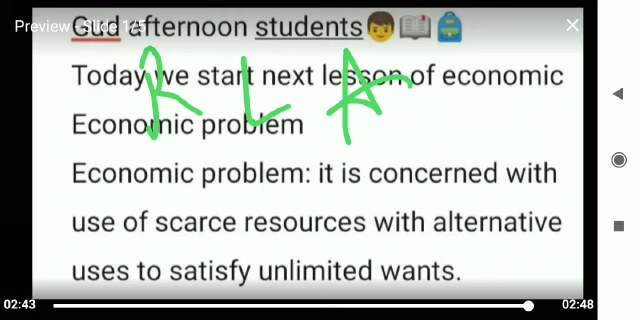 Preview - Slide 1/5
Gud afternoon students
Today we start next lesson of economic
R L A
Economic problem
Economic problem: it is concerned with
use of scarce resources with alternative
uses to satisfy unlimited wants.
02:43 02:48